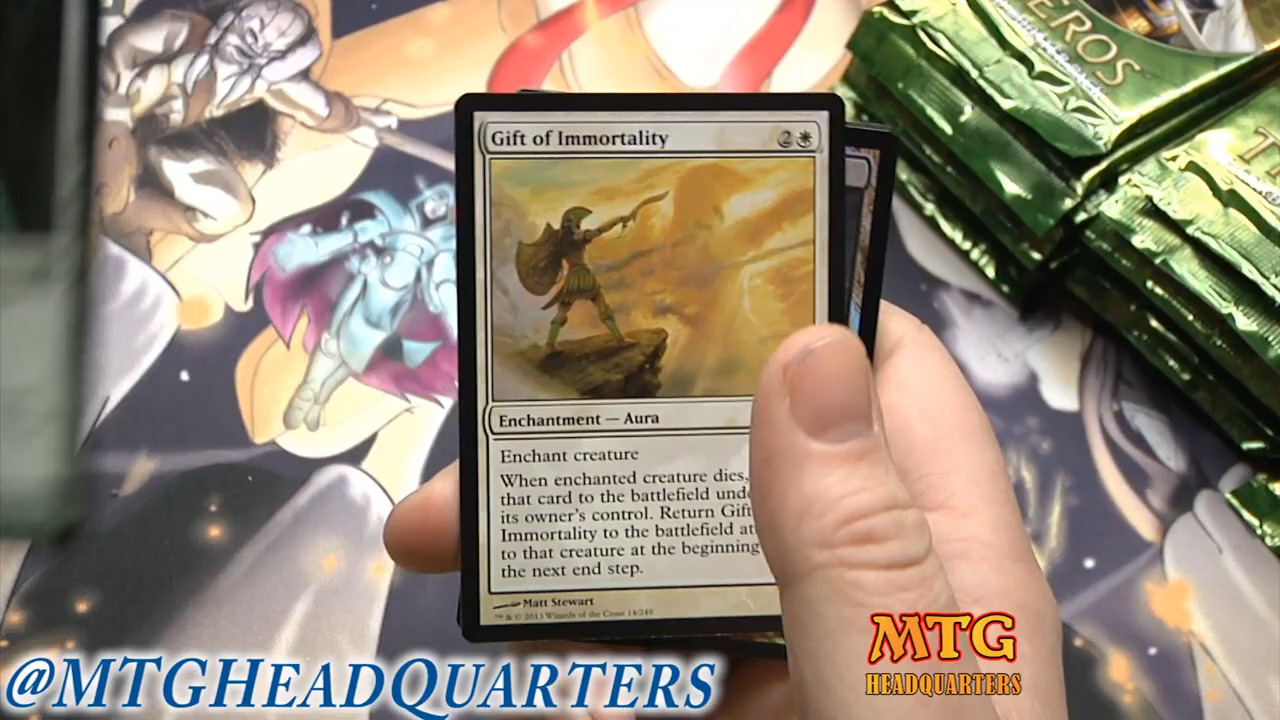 EROS
Gift of Immortality 2
Enchantment — Aura
Enchant creature
When enchanted creature dies,
that card to the battlefield
its owner's control. Return Gift
Immortality to the battlefield
to that creature at the beginning
the next end step.
Matt Stewart
™ & © 2013 Wizards of the Coast 14/249
MTG
HEADQUARTERS
@MTGHEADQUARTERS